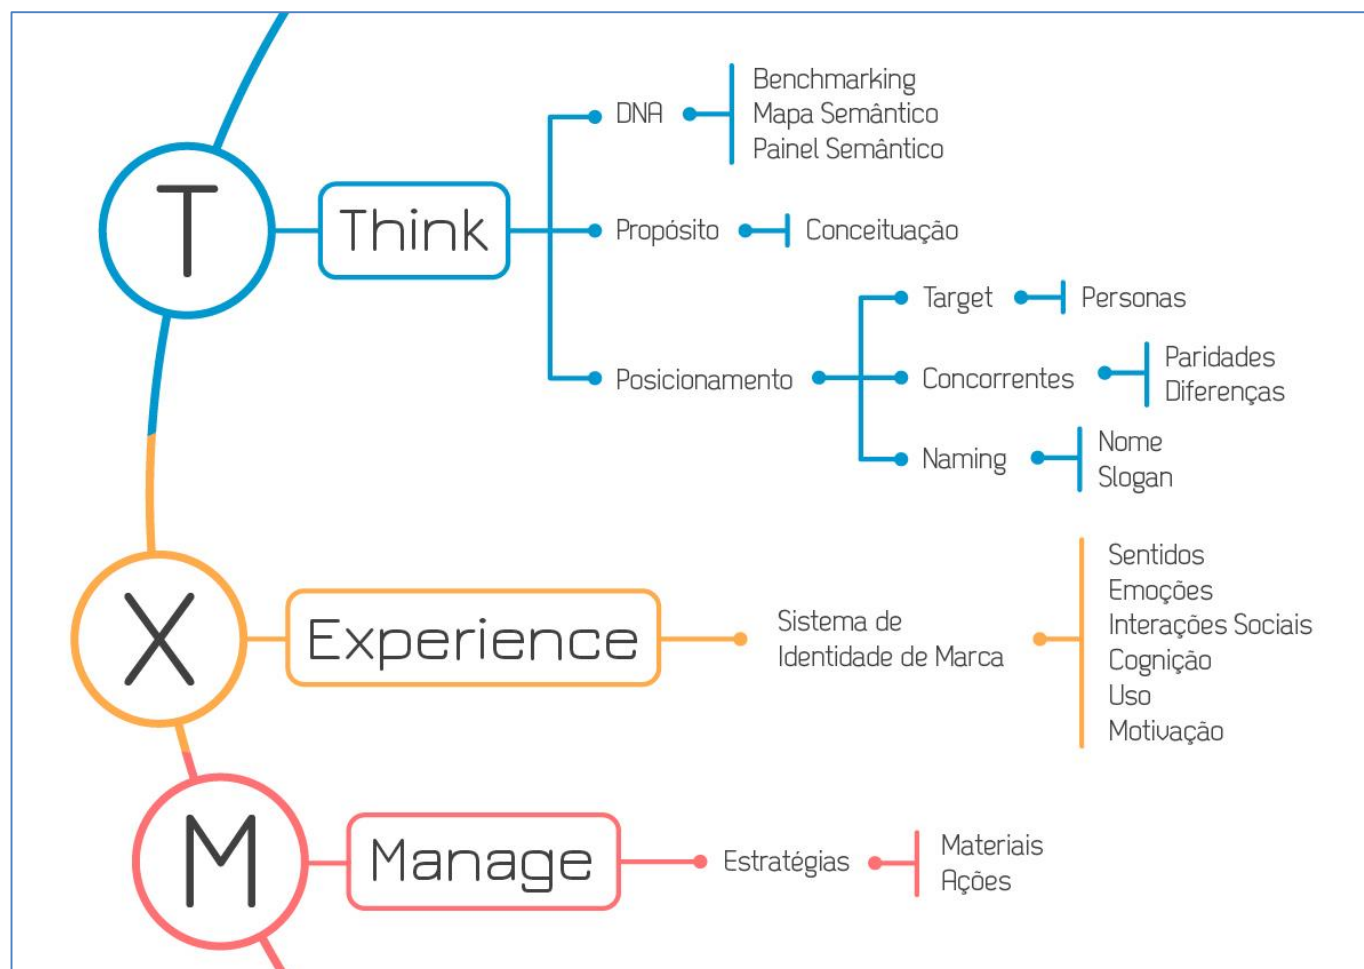 T
Think
DNA
Benchmarking
Mapa Semântico
Painel Semântico
Propósito
Conceituação
Posicionamento
Target
Personas
Concorrentes
Paridades
Diferenças
Naming
Nome
Slogan
X
Experience
Sistema de
Identidade de Marca
Sentidos
Emoções
Interações Sociais
Cognição
Uso
Motivação
M
Manage
Estratégias
Materiais
Ações